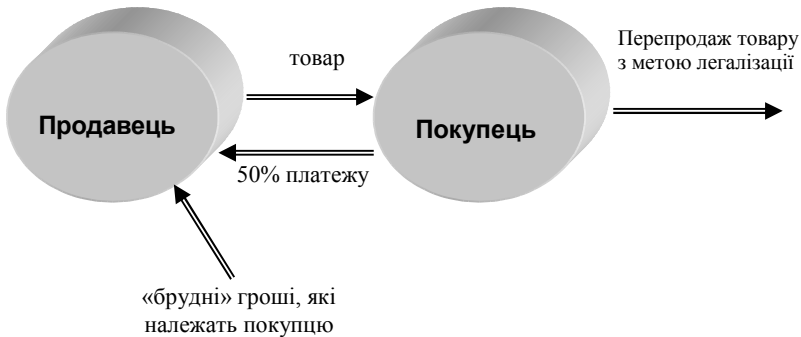 товар
Перепродаж товару
з метою легалізації
Продавець
Покупець
50% платежу
«брудні» гроші, які
належать покупцю